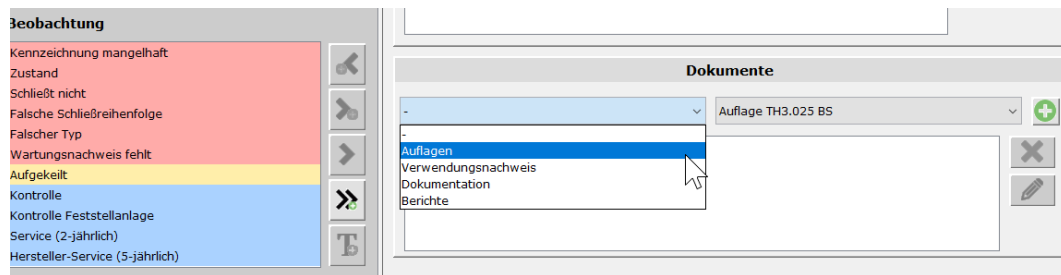 Beobachtung
Kennzeichnung mangelhaft
Zustand
Schließt nicht
Falsche Schließreihenfolge
Falscher Typ
Wartungsnachweis fehlt
Aufgekeilt
Kontrolle
Kontrolle Feststellanlage
Service (2-jährlich)
Hersteller-Service (5-jährlich)
T
Dokumente
-
Auflage TH3.025 BS
-
Auflagen
Verwendungsnachweis
Dokumentation
Berichte